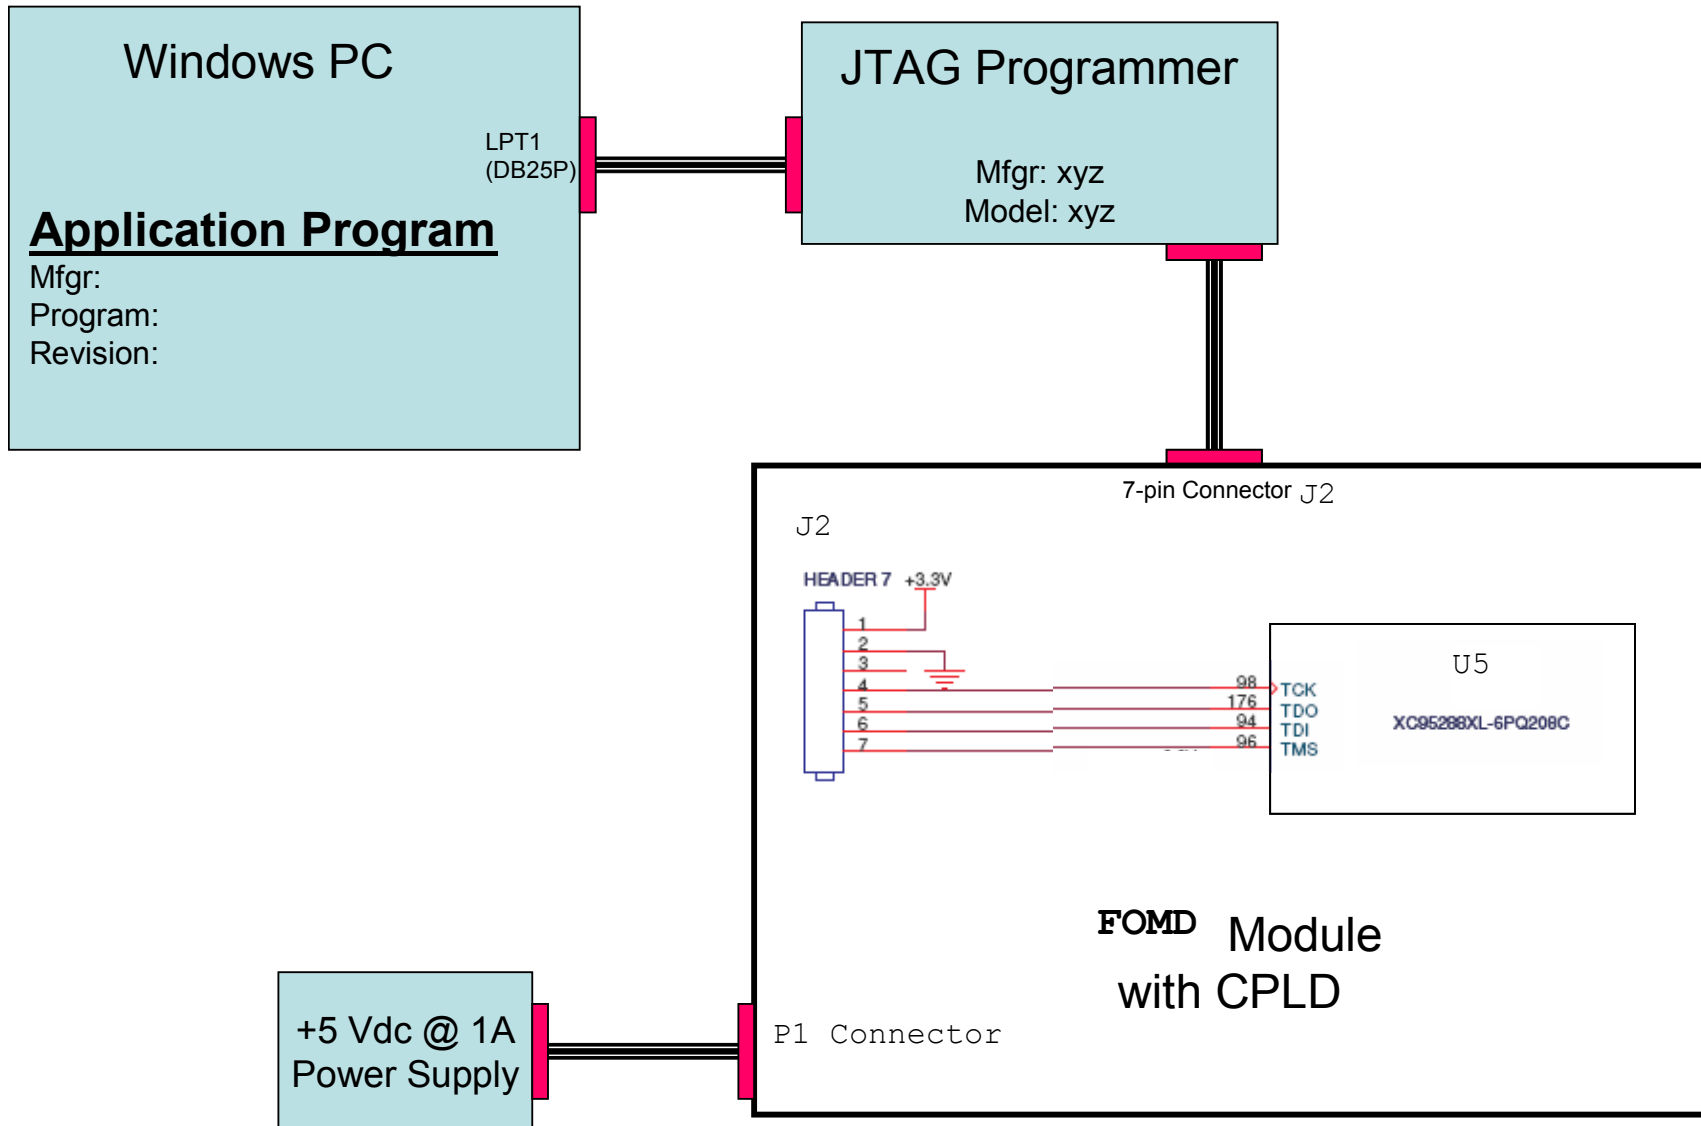 Windows PC
LPT1
(DB25P)
Application Program
Mfgr:
Program:
Revision:
JTAG Programmer
Mfgr: xyz
Model: xyz
7-pin Connector J2
J2
HEADER 7 +3.3V
1
2
3
4
5
6
7
98
176
94
96
TCK
TDO
TDI
TMS
U5
XC95288XL-6PQ208C
FOMD Module
with CPLD
P1 Connector
+5 Vdc @ 1A
Power Supply